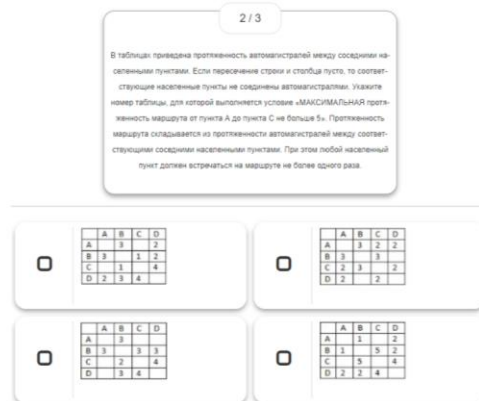 2 / 3
В таблицах приведена протяженность автомагистралей между соседними на-
селенными пунктами. Если пересечение строки и столбца пусто, то соответ-
ствующие населенные пункты не соединены автомагистралями. Укажите
номер таблицы, для которой выполняется условие «МАКСИМАЛЬНАЯ протя-
женность маршрута от пункта А до пункта С не больше 5». Протяженность
маршрута складывается из протяженности автомагистралей между соответ-
ствующими соседними населенными пунктами. При этом любой населенный
пункт должен встречаться на маршруте не более одного раза.
A B C D
A 3 2
B 3 1 2
C 1 4
D 2 3 4
A B C D
A 3 2 2
B 3 3
C 2 3 2
D 2 2
A B C D
A 3
B 3 3 3
C 2 4
D 3 4
A B C D
A 1 2
B 1 5 2
C 5 4
D 2 2 4